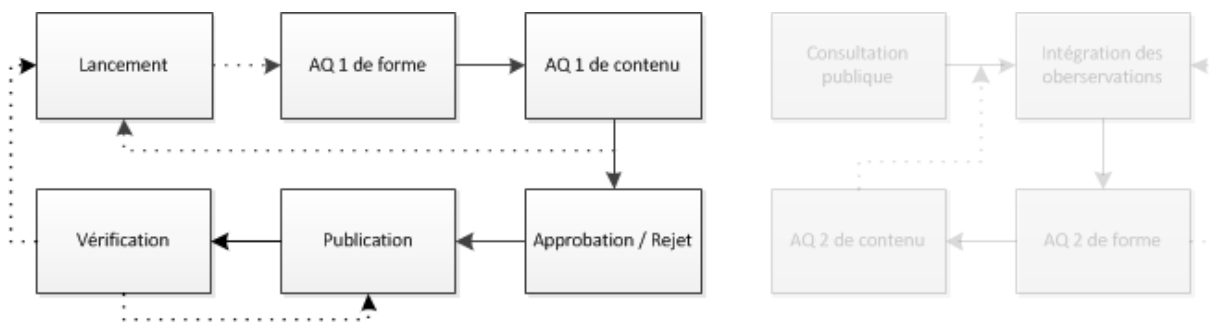 Lancement
AQ 1 de forme
AQ 1 de contenu
Consultation
publique
Intégration des
oberservations
Vérification
Publication
Approbation / Rejet
AQ 2 de contenu
AQ 2 de forme